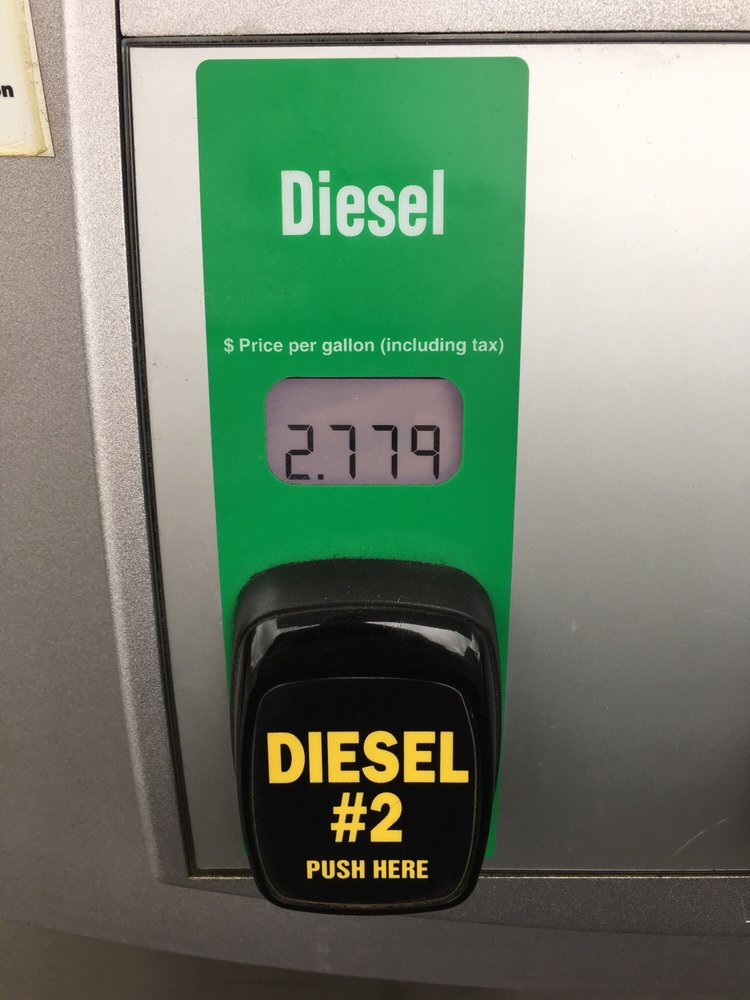 n
Diesel
$ Price per gallon (including tax)
2.779
DIESEL
#2
PUSH HERE